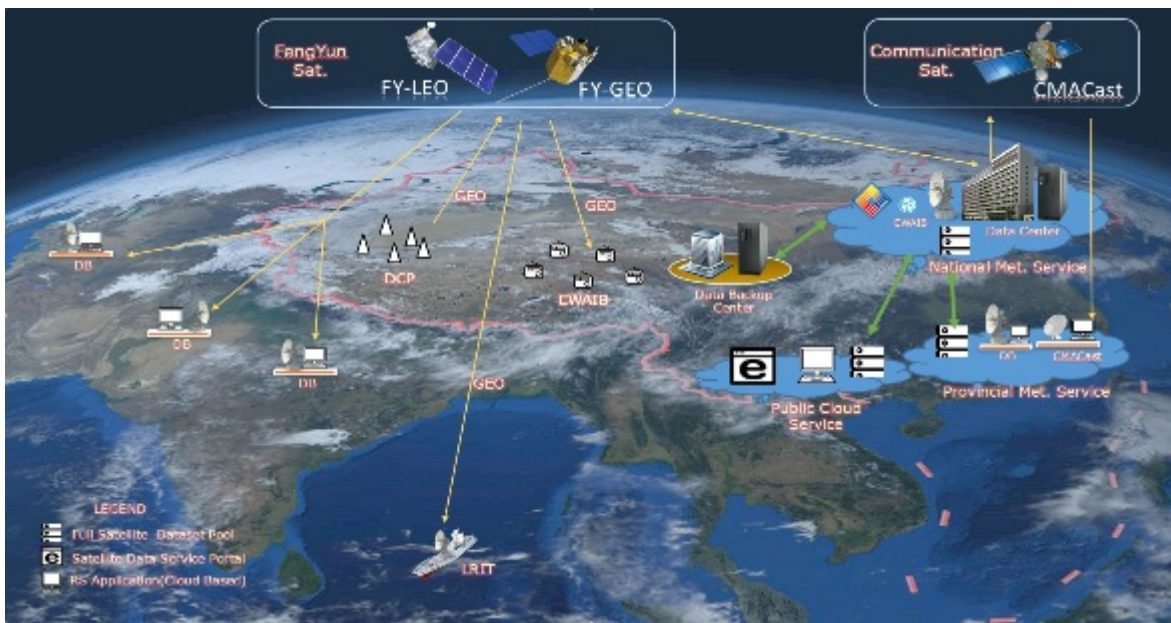 FengYun
Sat.
FY-LEO
FY-GEO
Communication
Sat.
CMACast
GEO
GEO
DB
DCP
CWAIB
CWAIB
Data Center
National Met. Service
Data Backup
Center
DB
DB
GEO
DB
CMACast
Public Cloud
Service
Provincial Met. Service
LEGEND
Full Satellite Dataset Pool
Satellite Data Service Portal
RS Application(Cloud Based)
LRIT